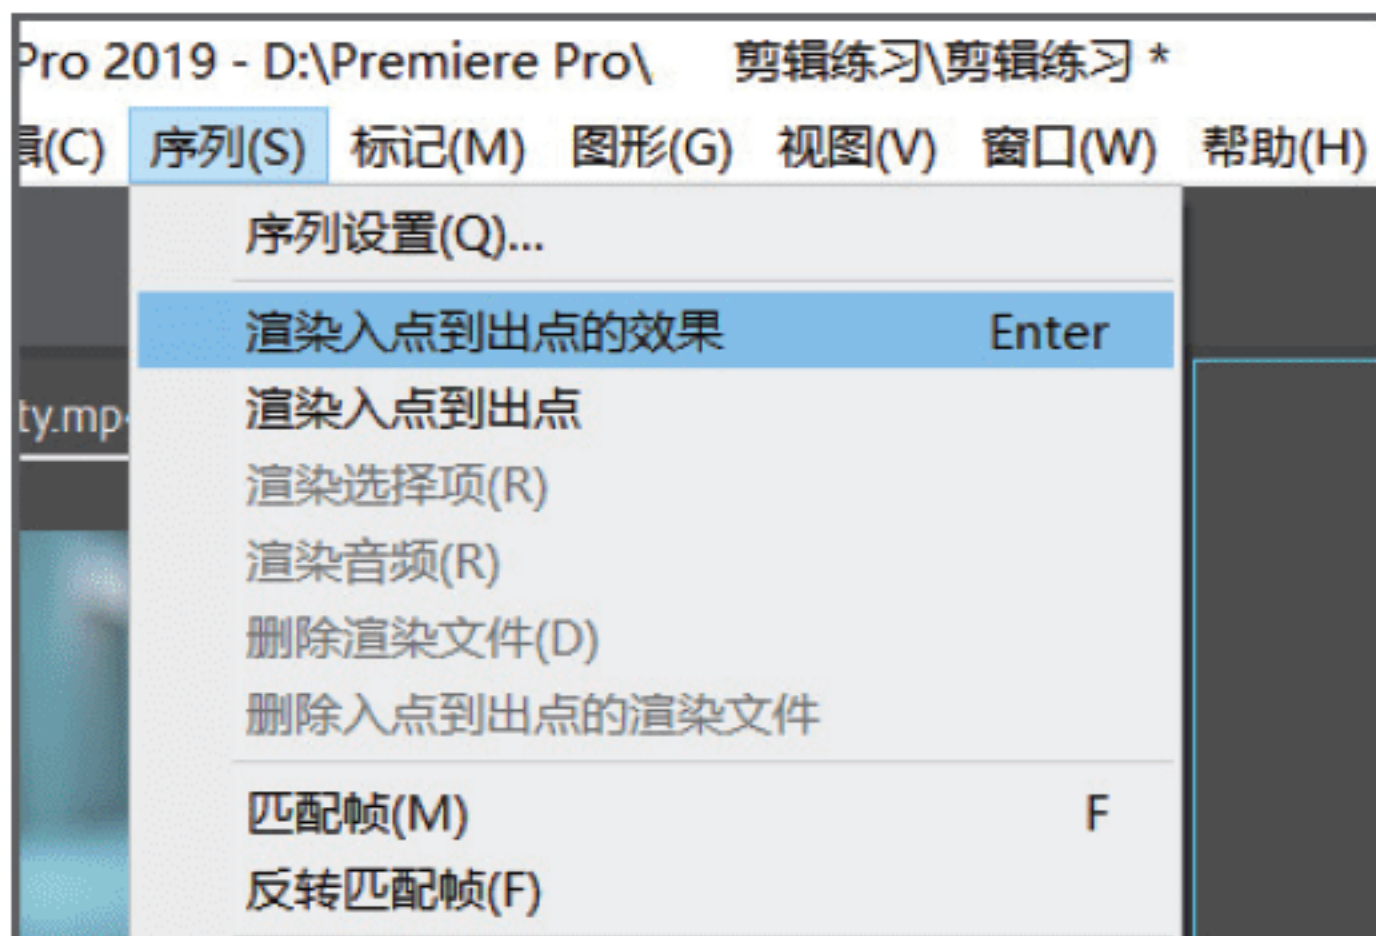 Pro 2019 - D:\Premiere Pro\ 剪辑练习\剪辑练习 *
辑(C) 序列(S) 标记(M) 图形(G) 视图(V) 窗口(W) 帮助(H)
序列设置(Q)...
渲染入点到出点的效果 Enter
渲染入点到出点
ty.mp4
渲染选择项(R)
渲染音频(R)
删除渲染文件(D)
删除入点到出点的渲染文件
匹配帧(M) F
反转匹配帧(F)